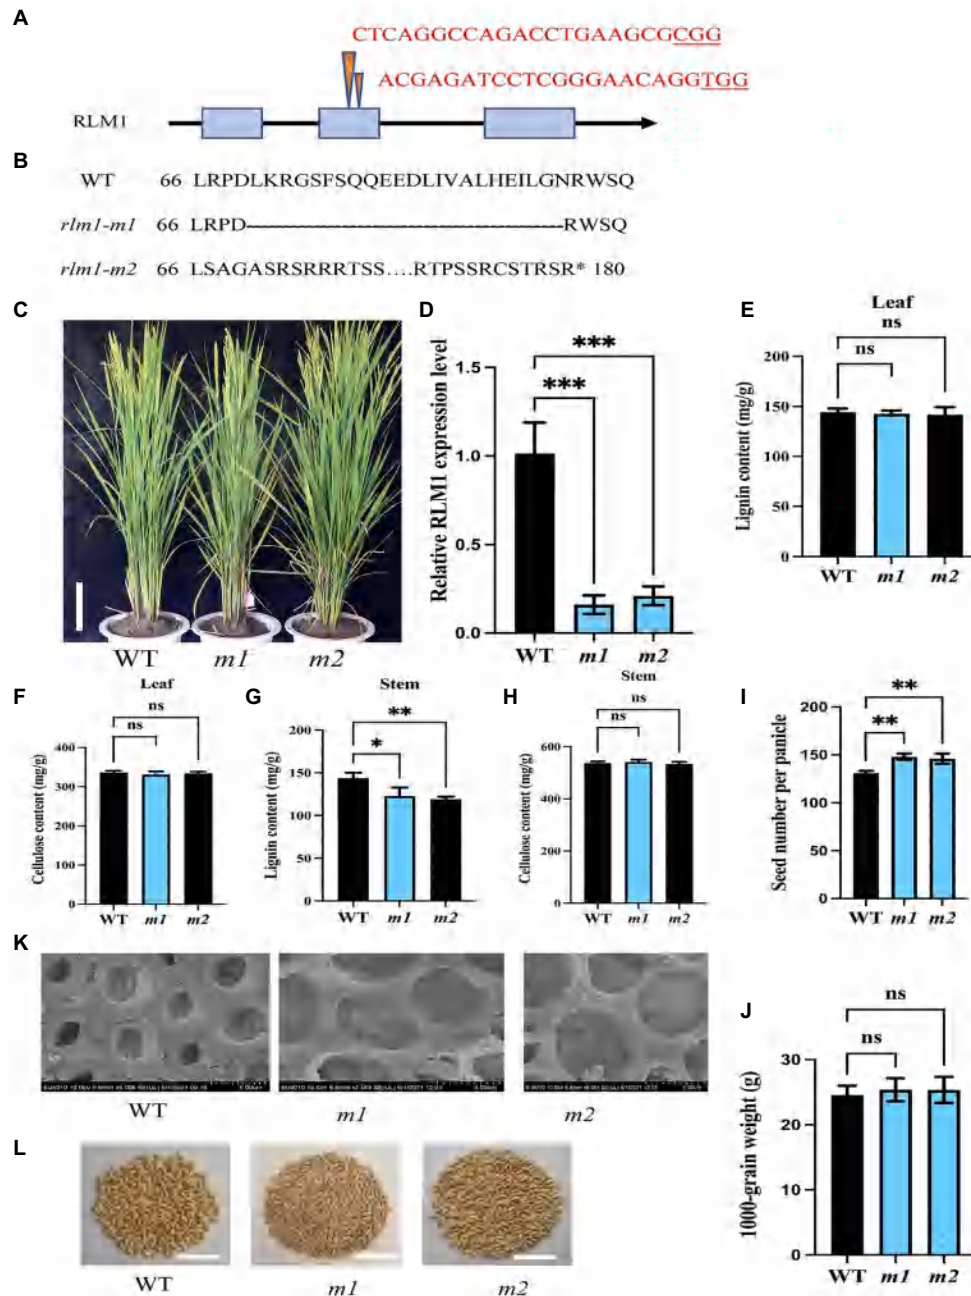 A
CTCAGGCCAGACCTGAAGCGCGG
ACGAGATCCTCGGGAACAGGTGG
RLM1
B
WT 66 LRPDLKRGSFSQQEEDLIVALHEILGNRWSQ
rlm1-m1 66 LRPD--------------------------RWSQ
rlm1-m2 66 LSAGASRSRRRTSS....RTPSSRCSTRSR* 180
C
WT m1 m2
D
Relative RLM1 expression level
1.5
1.0
0.5
0.0
***
***
WT m1 m2
E
Leaf
Lignin content (mg/g)
200
150
100
50
0
ns
ns
WT m1 m2
F
Leaf
Cellulose content (mg/g)
400
300
200
100
0
ns
ns
WT m1 m2
G
Stem
Lignin content (mg/g)
200
150
100
50
0
**
*
WT m1 m2
H
Stem
Cellulose content (mg/g)
600
400
200
0
ns
ns
WT m1 m2
I
Seed number per panicle
200
150
100
50
0
**
**
WT m1 m2
K
WT m1 m2
J
1000-grain weight (g)
30
20
10
0
ns
ns
WT m1 m2
L
WT m1 m2